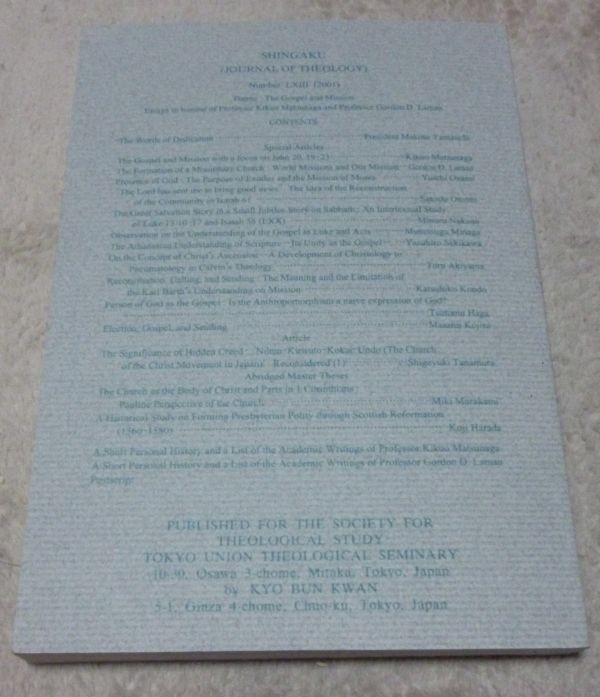 SHINGAKU
(JOURNAL OF THEOLOGY)
Number LXIII (2001)
Theme : The Gospel and Mission
Essays in honour of Professor Kikuo Matsunaga and Professor Gordon D. Laman
CONTENTS
The Words of Dedication President Makito Yamauchi
Special Articles
The Gospel and Mission with a focus on John 20, 19-23 Kikuo Matsunaga
The Formation of a Missionary Church : World Missions and Our Mission Gordon D. Laman
Presence of God : The Purpose of Exodus and the Mission of Moses Yuichi Osumi
"The Lord has sent me to bring good news" The Idea of the Reconstruction
of the Community in Isaiah 61 Satoshi Otomo
The Great Salvation Story in a Small Jubilee Story on Sabbath : An Intertextual Study
of Luke 13:10-17 and Isaiah 58 (LXX) Minoru Nakano
Observation on the Understanding of the Gospel in Luke and Acts
The Athanasian Understanding of Scripture : Its Unity as the Gospel Yasuhiro Sekikawa
On the Concept of Christ's Ascension : A Development of Christology to
Pneumatology in Calvin's Theology Toru Akiyama
Reconciliation, Calling, and Sending : The Meaning and the Limitation of
the Karl Barth's Understanding on Mission Katsuhiko Kondo
Person of God as the Gospel : Is the Anthropomorphism a naive expression of God?
Tsutomu Haga
Election, Gospel, and Sending Masami Kojiro
Article
The Significance of Hidden Creed : Nihon Kirisuto Kokai Undo (The Church
of the Christ Movement in Japan) Reconsidered (1) Shigeyuki Tanamura
Abridged Master Theses
The Church as the Body of Christ and Parts in 1 Corinthians :
Pauline Perspective of the Church Miki Murakami
A Historical Study on Forming Presbyterian Polity through Scottish Reformation
(1560-1580) Koji Harada
A Short Personal History and a List of the Academic Writings of Professor Kikuo Matsunaga
A Short Personal History and a List of the Academic Writings of Professor Gordon D. Laman
Postscript
PUBLISHED FOR THE SOCIETY FOR
THEOLOGICAL STUDY
TOKYO UNION THEOLOGICAL SEMINARY
10-30, Osawa 3-chome, Mitaka, Tokyo, Japan
by KYO BUN KWAN
5-1, Ginza 4-chome, Chuo-ku, Tokyo, Japan